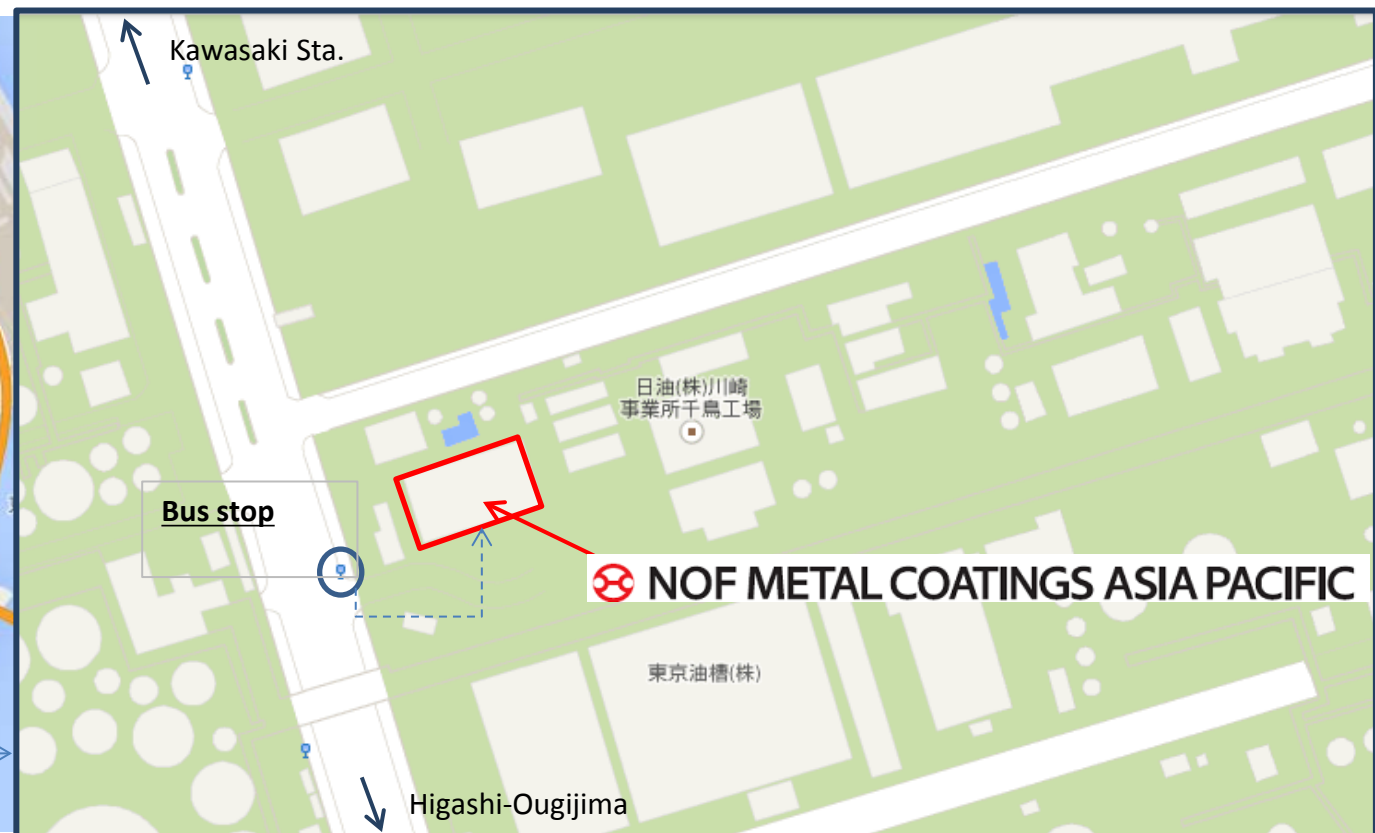 Kawasaki Sta.
日油(株)川崎
事業所千鳥工場
Bus stop
NOF METAL COATINGS ASIA PACIFIC
東京油槽(株)
Higashi-Ougijima